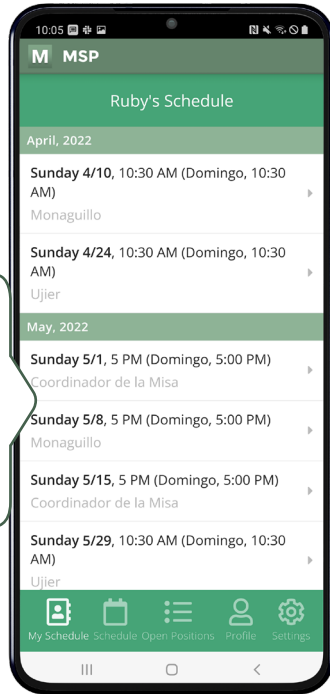 10:05
M MSP
Ruby's Schedule
April, 2022
Sunday 4/10, 10:30 AM (Domingo, 10:30
AM)
Monaguillo
Sunday 4/24, 10:30 AM (Domingo, 10:30
AM)
Ujier
May, 2022
Sunday 5/1, 5 PM (Domingo, 5:00 PM)
Coordinador de la Misa
Sunday 5/8, 5 PM (Domingo, 5:00 PM)
Monaguillo
Sunday 5/15, 5 PM (Domingo, 5:00 PM)
Coordinador de la Misa
Sunday 5/29, 10:30 AM (Domingo, 10:30
AM)
Ujier
My Schedule Schedule Open Positions Profile Settings